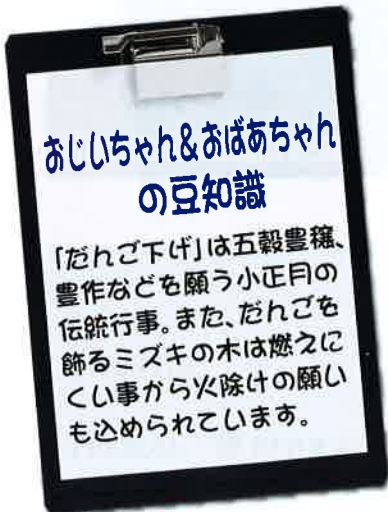 おじいちゃん&おばあちゃん
の豆知識
「だんご下げ」は五穀豊穣、
豊作などを願う小正月の
伝統行事。また、だんごを
飾るミズキの木は燃えに
くい事から火除けの願い
も込められています。